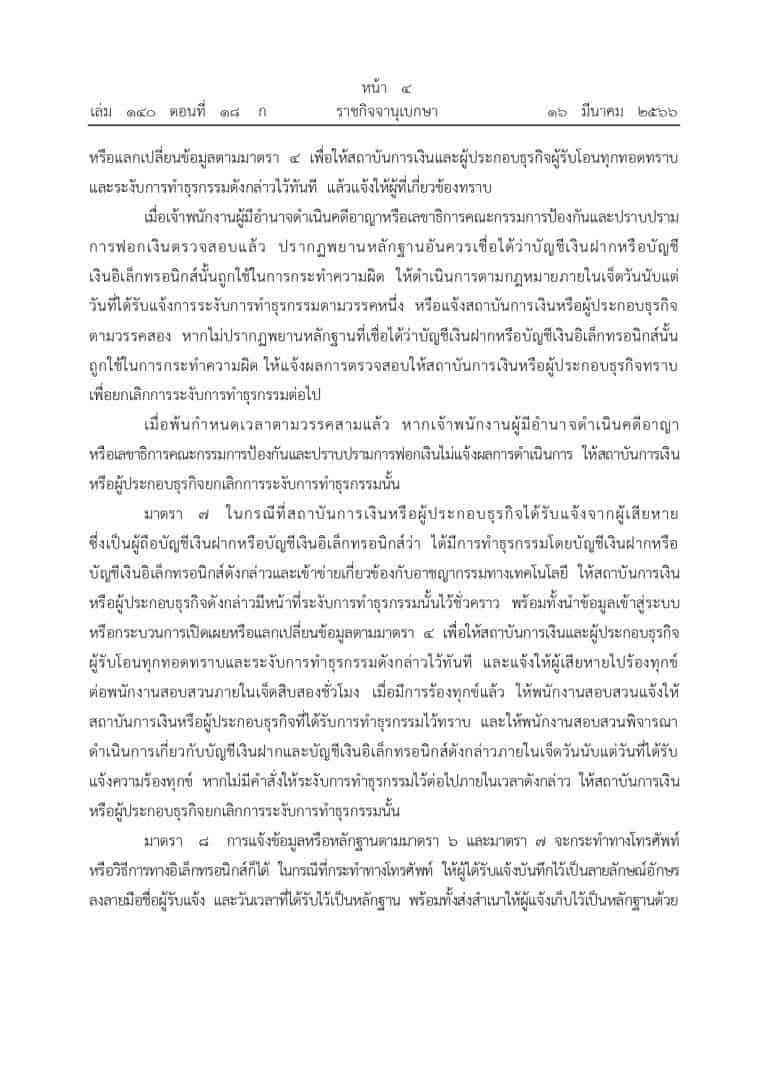 หน้า ๔
เล่ม ๑๔๐ ตอนที่ ๑๘ ก ราชกิจจานุเบกษา ๑๖ มีนาคม ๒๕๖๖
หรือแลกเปลี่ยนข้อมูลตามมาตรา ๔ เพื่อให้สถาบันการเงินและผู้ประกอบธุรกิจผู้รับโอนทุกทอดทราบ
และระงับการทำธุรกรรมดังกล่าวไว้ทันที แล้วแจ้งให้ผู้ที่เกี่ยวข้องทราบ
เมื่อเจ้าพนักงานผู้มีอำนาจดำเนินคดีอาญาหรือเลขาธิการคณะกรรมการป้องกันและปราบปราม
การฟอกเงินตรวจสอบแล้ว ปรากฏพยานหลักฐานอันควรเชื่อได้ว่าบัญชีเงินฝากหรือบัญชี
เงินอิเล็กทรอนิกส์นั้นถูกใช้ในการกระทำความผิด ให้ดำเนินการตามกฎหมายภายในเจ็ดวันนับแต่
วันที่ได้รับแจ้งการระงับการทำธุรกรรมตามวรรคหนึ่ง หรือแจ้งสถาบันการเงินหรือผู้ประกอบธุรกิจ
ตามวรรคสอง หากไม่ปรากฏพยานหลักฐานที่เชื่อได้ว่าบัญชีเงินฝากหรือบัญชีเงินอิเล็กทรอนิกส์นั้น
ถูกใช้ในการกระทำความผิด ให้แจ้งผลการตรวจสอบให้สถาบันการเงินหรือผู้ประกอบธุรกิจทราบ
เพื่อยกเลิกการระงับการทำธุรกรรมต่อไป
เมื่อพ้นกำหนดเวลาตามวรรคสามแล้ว หากเจ้าพนักงานผู้มีอำนาจดำเนินคดีอาญา
หรือเลขาธิการคณะกรรมการป้องกันและปราบปรามการฟอกเงินไม่แจ้งผลการดำเนินการ ให้สถาบันการเงิน
หรือผู้ประกอบธุรกิจยกเลิกการระงับการทำธุรกรรมนั้น
มาตรา ๗ ในกรณีที่สถาบันการเงินหรือผู้ประกอบธุรกิจได้รับแจ้งจากผู้เสียหาย
ซึ่งเป็นผู้ถือบัญชีเงินฝากหรือบัญชีเงินอิเล็กทรอนิกส์ว่า ได้มีการทำธุรกรรมโดยบัญชีเงินฝากหรือ
บัญชีเงินอิเล็กทรอนิกส์ดังกล่าวและเข้าข่ายเกี่ยวข้องกับอาชญากรรมทางเทคโนโลยี ให้สถาบันการเงิน
หรือผู้ประกอบธุรกิจดังกล่าวมีหน้าที่ระงับการทำธุรกรรมนั้นไว้ชั่วคราว พร้อมทั้งนำข้อมูลเข้าสู่ระบบ
หรือกระบวนการเปิดเผยหรือแลกเปลี่ยนข้อมูลตามมาตรา ๔ เพื่อให้สถาบันการเงินและผู้ประกอบธุรกิจ
ผู้รับโอนทุกทอดทราบและระงับการทำธุรกรรมดังกล่าวไว้ทันที และแจ้งให้ผู้เสียหายไปร้องทุกข์
ต่อพนักงานสอบสวนภายในเจ็ดสิบสองชั่วโมง เมื่อมีการร้องทุกข์แล้ว ให้พนักงานสอบสวนแจ้งให้
สถาบันการเงินหรือผู้ประกอบธุรกิจที่ได้รับการทำธุรกรรมไว้ทราบ และให้พนักงานสอบสวนพิจารณา
ดำเนินการเกี่ยวกับบัญชีเงินฝากและบัญชีเงินอิเล็กทรอนิกส์ดังกล่าวภายในเจ็ดวันนับแต่วันที่ได้รับ
แจ้งความร้องทุกข์ หากไม่มีคำสั่งให้ระงับการทำธุรกรรมไว้ต่อไปภายในเวลาดังกล่าว ให้สถาบันการเงิน
หรือผู้ประกอบธุรกิจยกเลิกการระงับการทำธุรกรรมนั้น
มาตรา ๘ การแจ้งข้อมูลหรือหลักฐานตามมาตรา ๖ และมาตรา ๗ จะกระทำทางโทรศัพท์
หรือวิธีการทางอิเล็กทรอนิกส์ก็ได้ ในกรณีที่กระทำทางโทรศัพท์ ให้ผู้ได้รับแจ้งบันทึกไว้เป็นลายลักษณ์อักษร
ลงลายมือชื่อผู้รับแจ้ง และวันเวลาที่ได้รับไว้เป็นหลักฐาน พร้อมทั้งส่งสำเนาให้ผู้แจ้งเก็บไว้เป็นหลักฐานด้วย